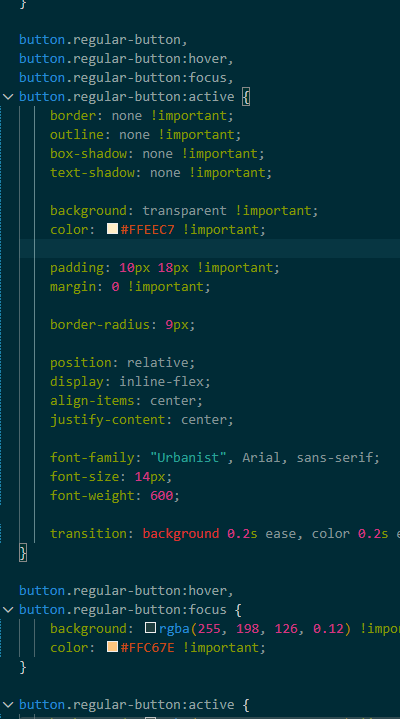 }
button.regular-button,
button.regular-button:hover,
button.regular-button:focus,
button.regular-button:active {
border: none !important;
outline: none !important;
box-shadow: none !important;
text-shadow: none !important;
background: transparent !important;
color: #FFEEC7 !important;
padding: 10px 18px !important;
margin: 0 !important;
border-radius: 9px;
position: relative;
display: inline-flex;
align-items: center;
justify-content: center;
font-family: "Urbanist", Arial, sans-serif;
font-size: 14px;
font-weight: 600;
transition: background 0.2s ease, color 0.2s e
}
button.regular-button:hover,
button.regular-button:focus {
background: rgba(255, 198, 126, 0.12) !impo
color: #FFC67E !important;
}
button.regular-button:active {